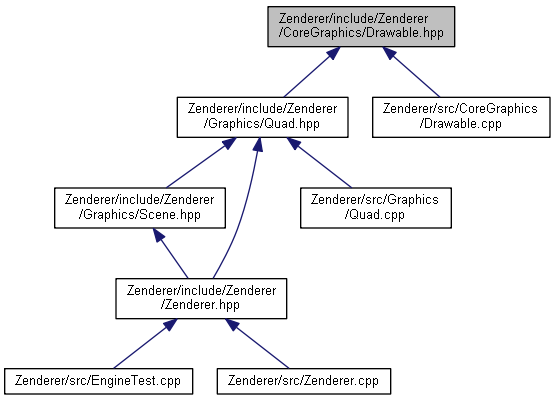 Zenderer/include/Zenderer
/CoreGraphics/Drawable.hpp
Zenderer/include/Zenderer
/Graphics/Quad.hpp
Zenderer/src/CoreGraphics
/Drawable.cpp
Zenderer/include/Zenderer
/Graphics/Scene.hpp
Zenderer/src/Graphics
/Quad.cpp
Zenderer/include/Zenderer
/Zenderer.hpp
Zenderer/src/EngineTest.cpp
Zenderer/src/Zenderer.cpp